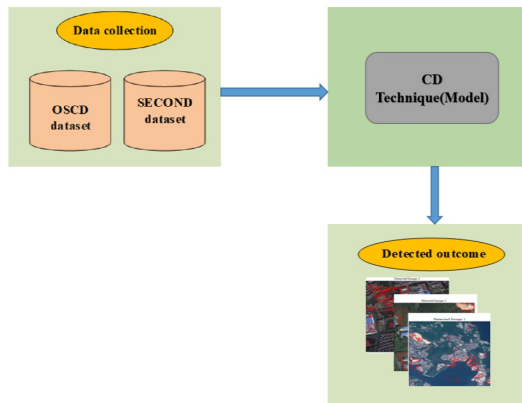 Data collection
OSCD
dataset
SECOND
dataset
CD
Technique(Model)
Detected outcome